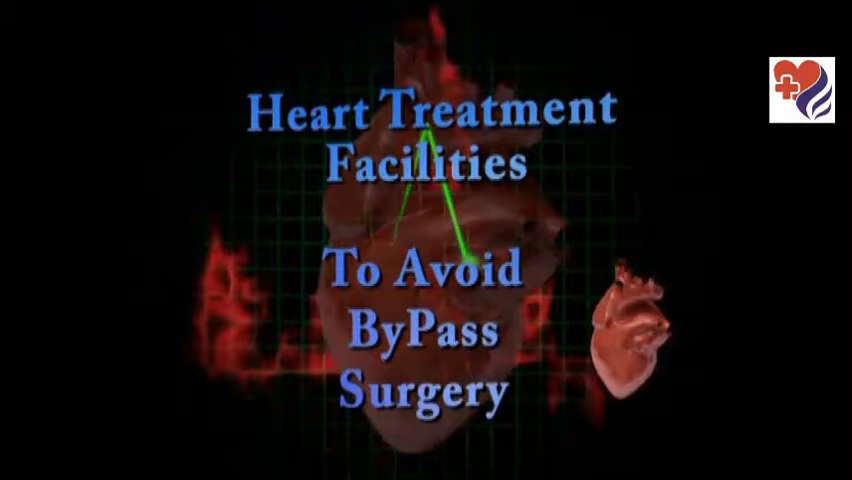 Heart Treatment
Facilities
To Avoid
ByPass
Surgery